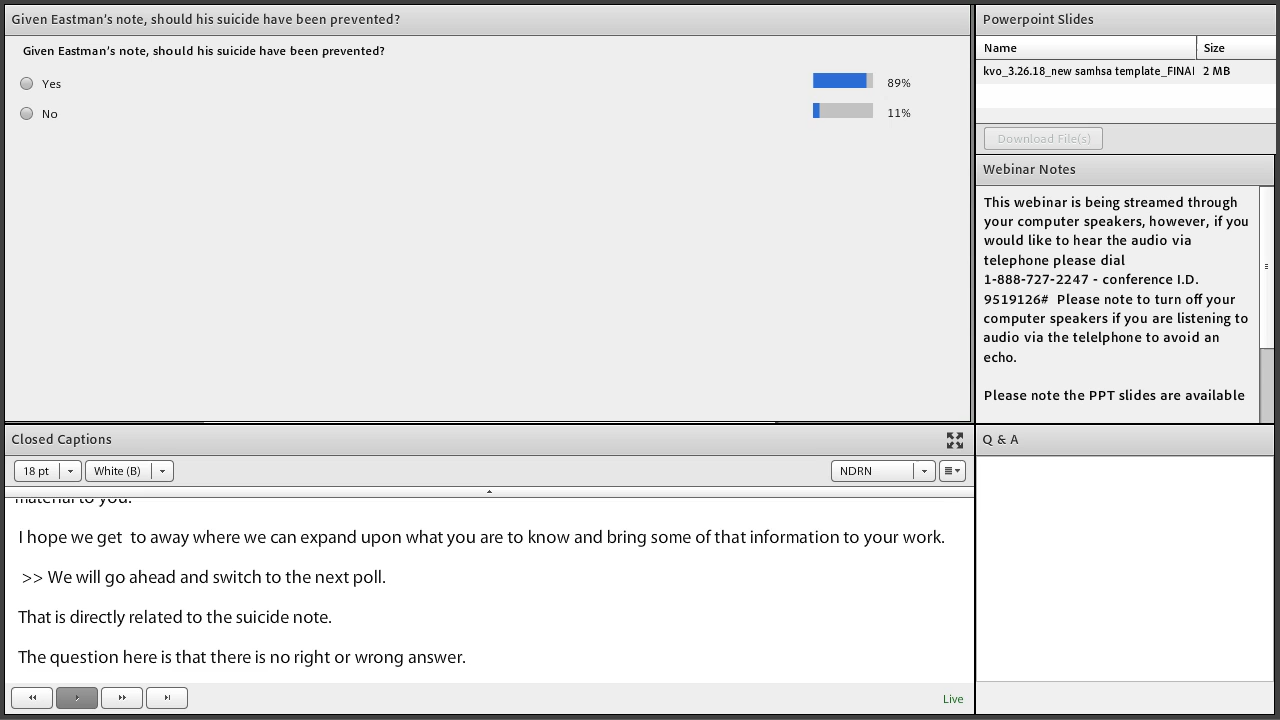 Given Eastman's note, should his suicide have been prevented?
Given Eastman's note, should his suicide have been prevented?
Yes 89%
No 11%
Powerpoint Slides
Name Size
kvo_3.26.18_new samhsa template_FINAl 2 MB
Download File(s)
Webinar Notes
This webinar is being streamed through
your computer speakers, however, if you
would like to hear the audio via
telephone please dial
1-888-727-2247 - conference I.D.
9519126# Please note to turn off your
computer speakers if you are listening to
audio via the telelphone to avoid an
echo.
Please note the PPT slides are available
Closed Captions
18 pt White (B) NDRN
material to you.
I hope we get to away where we can expand upon what you are to know and bring some of that information to your work.
>> We will go ahead and switch to the next poll.
That is directly related to the suicide note.
The question here is that there is no right or wrong answer.
Live
Q & A